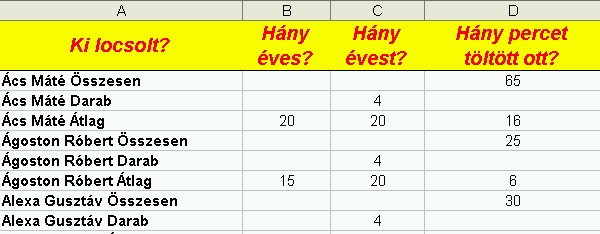 A B C D
Ki locsolt? Hány éves? Hány évest? Hány percet töltött ott?
Ács Máté Összesen 65
Ács Máté Darab 4
Ács Máté Átlag 20 20 16
Ágoston Róbert Összesen 25
Ágoston Róbert Darab 4
Ágoston Róbert Átlag 15 20 6
Alexa Gusztáv Összesen 30
Alexa Gusztáv Darab 4